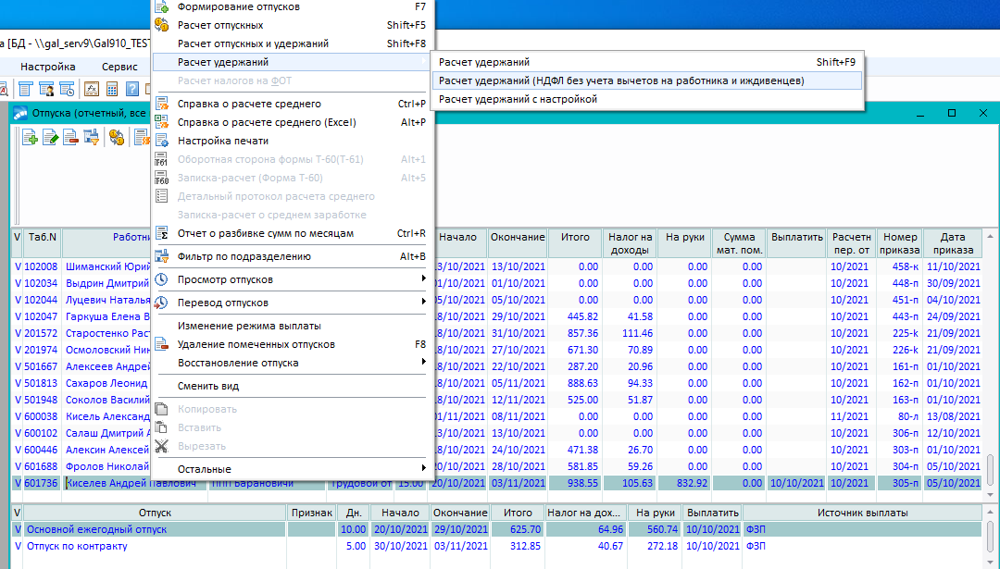 Формирование отпусков F7
Расчет отпускных Shift+F5
а [БД - \\gal_serv9\Gal910_TEST
Расчет отпускных и удержаний Shift+F8
Настройка Сервис
Расчет удержаний
Расчет удержаний Shift+F9
Расчет налогов на ФОТ
Расчет удержаний (НДФЛ без учета вычетов на работника и иждивенцев)
Расчет удержаний с настройкой
Справка о расчете среднего Ctrl+P
Отпуска (отчетный, все
Справка о расчете среднего (Excel) Alt+P
Настройка печати
Оборотная сторона формы Т-60(Т-61) Alt+1
Записка-расчет (Форма Т-60) Alt+5
Детальный протокол расчета среднего
Записка-расчет о среднем заработке
Отчет о разбивке сумм по месяцам Ctrl+R
Фильтр по подразделению Alt+B
Просмотр отпусков
Перевод отпусков
Изменение режима выплаты
Удаление помеченных отпусков F8
Восстановление отпуска
Сменить вид
Копировать
Вставить
Вырезать
Остальные
V Таб.N Работни Начало Окончание Итого Налог на доходы На руки Сумма мат. пом. Выплатить Расчетн пер. от Номер приказа Дата приказа
V 102008 Шиманский Юрий 3/10/2021 13/10/2021 0.00 0.00 0.00 0.00 10/2021 458-к 11/10/2021
V 102034 Выдрин Дмитрий 1/10/2021 01/10/2021 0.00 0.00 0.00 0.00 10/2021 448-п 30/09/2021
V 102044 Луцевич Наталья 5/10/2021 05/10/2021 0.00 0.00 0.00 0.00 10/2021 451-п 04/10/2021
V 102047 Гаркуша Елена В 8/10/2021 29/10/2021 445.82 41.58 0.00 0.00 10/2021 443-п 24/09/2021
V 201572 Старостенко Рас 8/10/2021 31/10/2021 857.36 111.46 0.00 0.00 10/2021 225-к 21/09/2021
V 201974 Осмоловский Ник 8/10/2021 27/10/2021 671.30 70.89 0.00 0.00 10/2021 226-к 21/09/2021
V 501667 Алексеев Андрей 8/10/2021 22/10/2021 287.20 20.96 0.00 0.00 10/2021 161-п 01/10/2021
V 501813 Сахаров Леонид 8/10/2021 05/11/2021 888.63 94.33 0.00 0.00 10/2021 162-п 01/10/2021
V 501948 Соколов Василий 8/10/2021 12/11/2021 525.00 51.87 0.00 0.00 10/2021 163-п 01/10/2021
V 600038 Кисель Александ 1/11/2021 08/11/2021 0.00 0.00 0.00 0.00 11/2021 80-л 13/08/2021
V 600102 Салаш Дмитрий А 3/10/2021 13/10/2021 0.00 0.00 0.00 0.00 10/2021 306-п 12/10/2021
V 600446 Алексин Алексей 8/10/2021 24/10/2021 471.38 26.70 0.00 0.00 10/2021 303-п 01/10/2021
V 601688 Фролов Николай 1/10/2021 28/10/2021 581.85 59.26 0.00 0.00 10/2021 304-п 05/10/2021
V 601736 Киселев Андрей Павлович ППП Барановичи Трудовой от 15.00 20/10/2021 03/11/2021 938.55 105.63 832.92 0.00 10/10/2021 10/2021 305-п 05/10/2021
V Отпуск Признак Дн. Начало Окончание Итого Налог на дох... На руки Выплатить Источник выплаты
V Основной ежегодный отпуск 10.00 20/10/2021 29/10/2021 625.70 64.96 560.74 10/10/2021 ФЗП
V Отпуск по контракту 5.00 30/10/2021 03/11/2021 312.85 40.67 272.18 10/10/2021 ФЗП